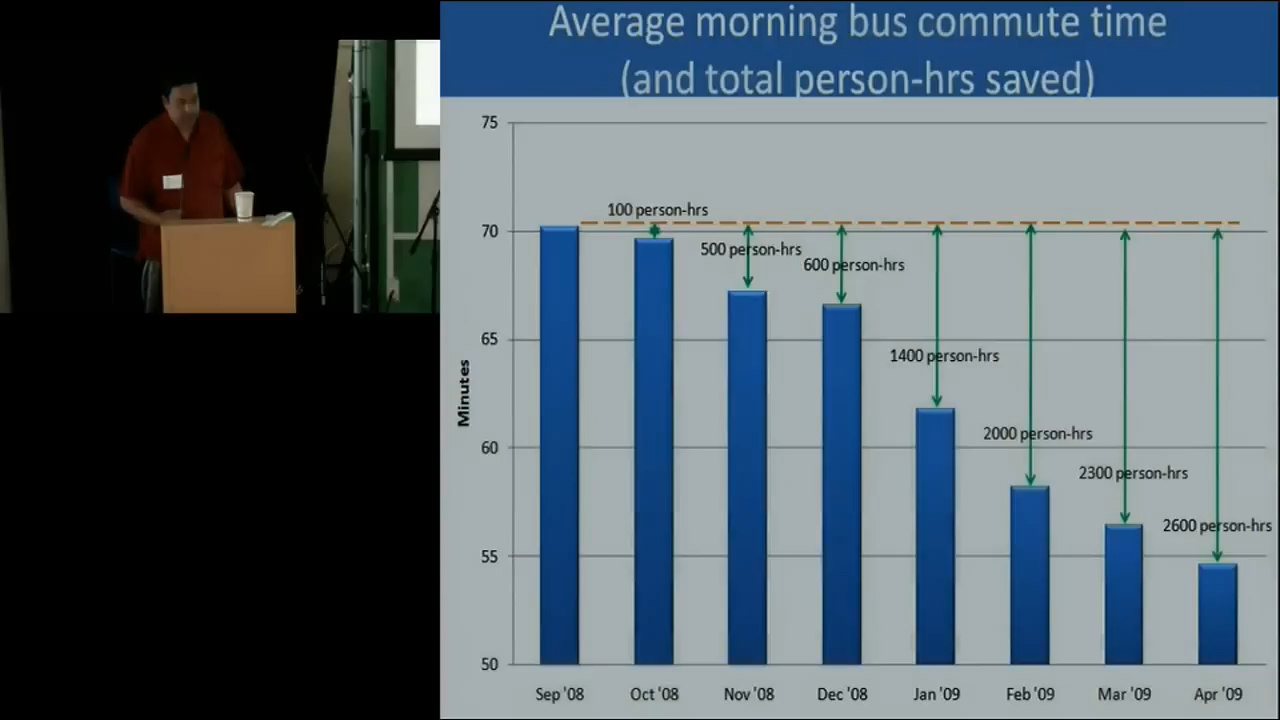 Average morning bus commute time
(and total person-hrs saved)
75
70
65
60
55
50
Minutes
100 person-hrs
500 person-hrs
600 person-hrs
1400 person-hrs
2000 person-hrs
2300 person-hrs
2600 person-hrs
Sep '08
Oct '08
Nov '08
Dec '08
Jan '09
Feb '09
Mar '09
Apr '09